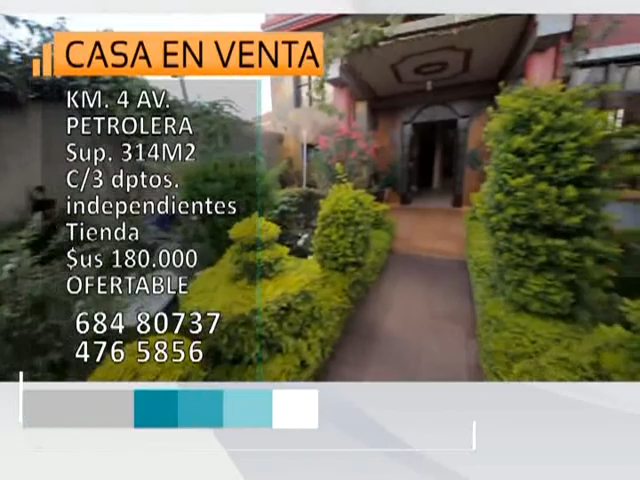 CASA EN VENTA
KM. 4 AV.
PETROLERA
Sup. 314M2
C/3 dptos.
independientes
Tienda
$us 180.000
OFERTABLE
684 80737
476 5856